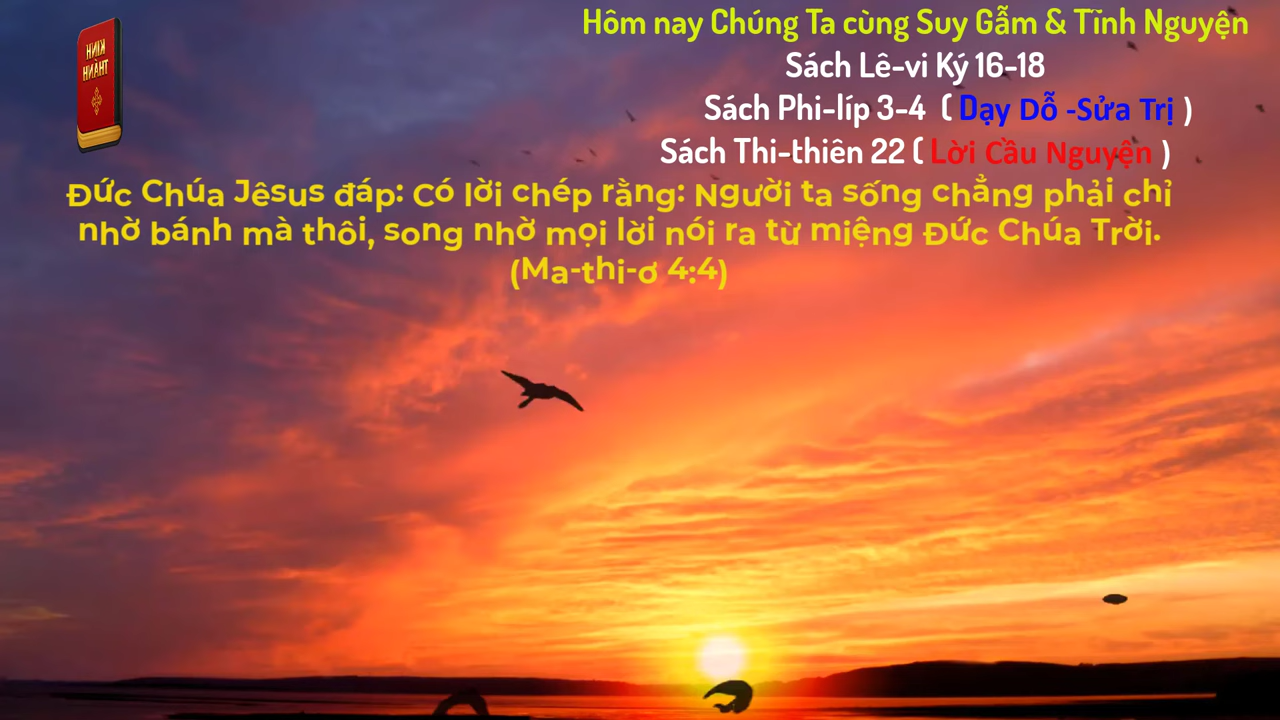 KINH
THÁNH
Hôm nay Chúng Ta cùng Suy Gẫm & Tĩnh Nguyện
Sách Lê-vi Ký 16-18
Sách Phi-líp 3-4 ( Dạy Dỗ -Sửa Trị )
Sách Thi-thiên 22 ( Lời Cầu Nguyện )
Đức Chúa Jêsus đáp: Có lời chép rằng: Người ta sống chẳng phải chỉ
nhờ bánh mà thôi, song nhờ mọi lời nói ra từ miệng Đức Chúa Trời.
(Ma-thi-ơ 4:4)